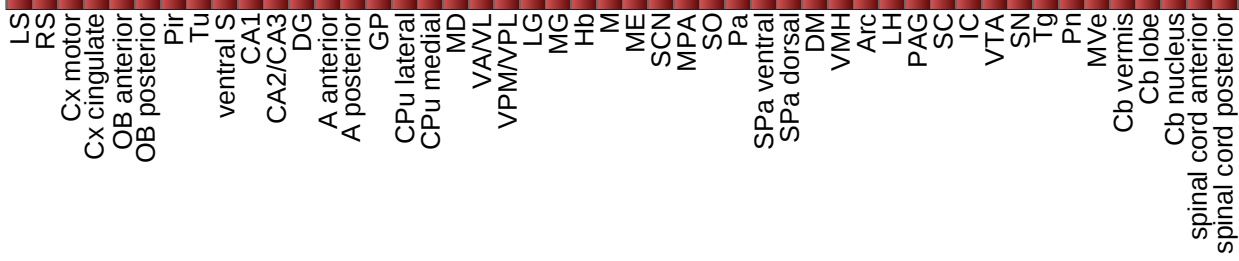 LS
RS
Cx motor
Cx cingulate
OB anterior
OB posterior
Pir
Tu
ventral S
CA1
CA2/CA3
DG
A anterior
A posterior
GP
CPu lateral
CPu medial
MD
VA/VL
VPM/VPL
LG
MG
Hb
M
ME
SCN
MPA
SO
Pa
SPa ventral
SPa dorsal
DM
VMH
Arc
LH
PAG
SC
IC
VTA
SN
Tg
Pn
MVe
Cb vermis
Cb lobe
Cb nucleus
spinal cord anterior
spinal cord posterior